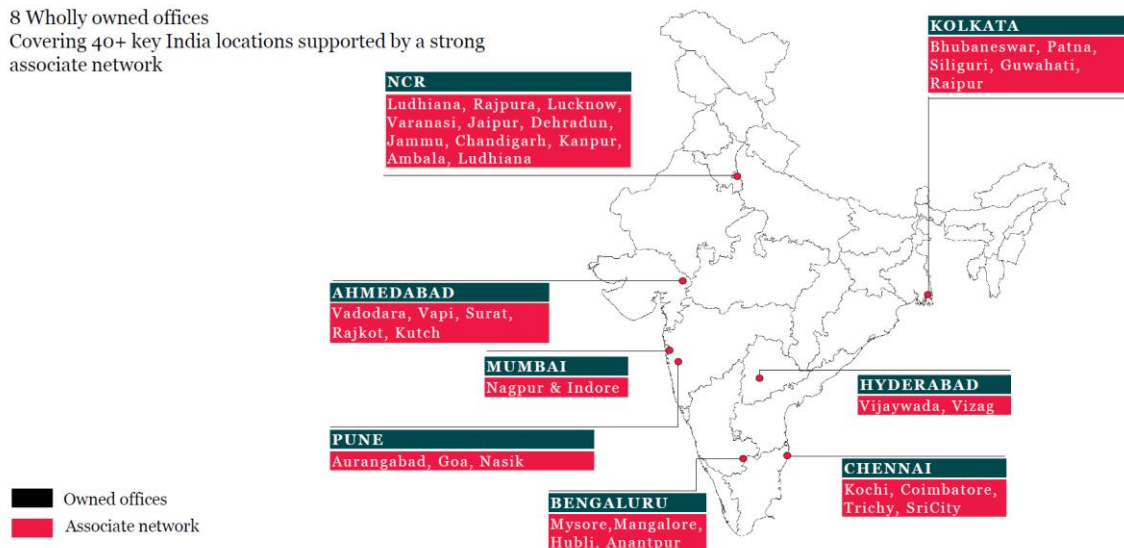 8 Wholly owned offices
Covering 40+ key India locations supported by a strong
associate network
KOLKATA
Bhubaneswar, Patna,
Siliguri, Guwahati,
Raipur
NCR
Ludhiana, Rajpura, Lucknow,
Varanasi, Jaipur, Dehradun,
Jammu, Chandigarh, Kanpur,
Ambala, Ludhiana
AHMEDABAD
Vadodara, Vapi, Surat,
Rajkot, Kutch
MUMBAI
Nagpur & Indore
HYDERABAD
Vijaywada, Vizag
PUNE
Aurangabad, Goa, Nasik
CHENNAI
Kochi, Coimbatore,
Trichy, SriCity
BENGALURU
Mysore,Mangalore,
Hubli, Anantpur
Owned offices
Associate network